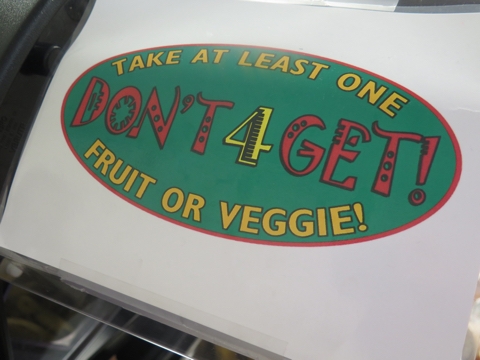 TAKE AT LEAST ONE
DON'T 4 GET!
FRUIT OR VEGGIE!